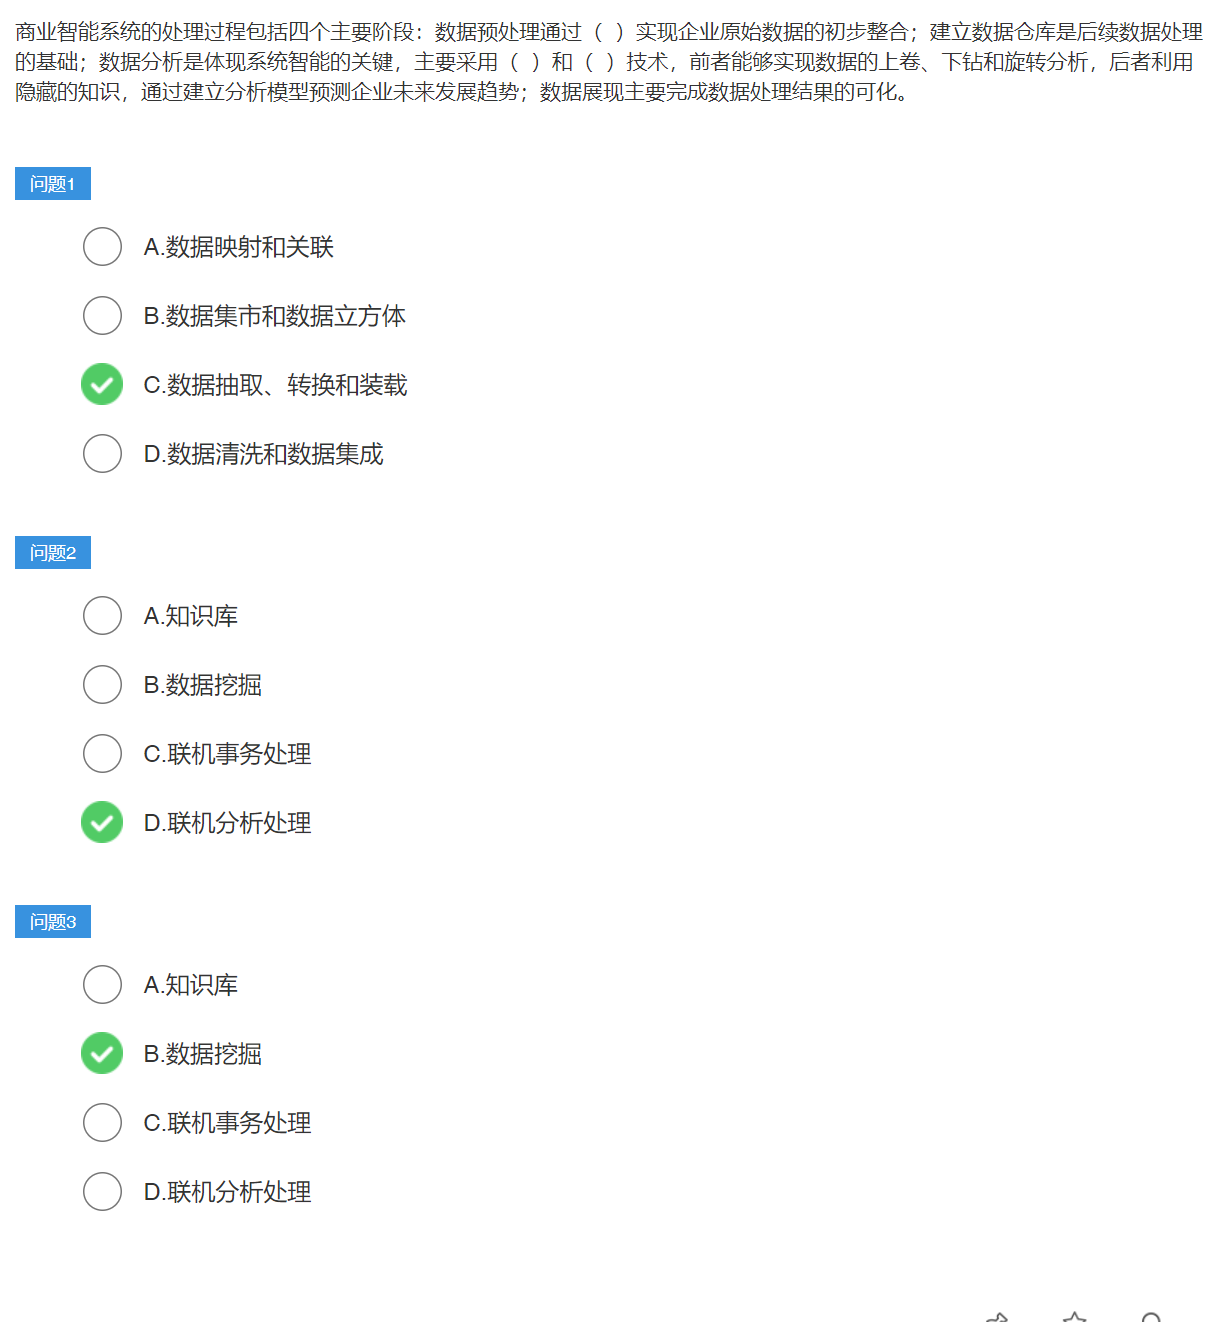 商业智能系统的处理过程包括四个主要阶段：数据预处理通过（  ）实现企业原始数据的初步整合；建立数据仓库是后续数据处理
的基础；数据分析是体现系统智能的关键，主要采用（  ）和（  ）技术，前者能够实现数据的上卷、下钻和旋转分析，后者利用
隐藏的知识，通过建立分析模型预测企业未来发展趋势；数据展现主要完成数据处理结果的可化。
问题1
A.数据映射和关联
B.数据集市和数据立方体
C.数据抽取、转换和装载
D.数据清洗和数据集成
问题2
A.知识库
B.数据挖掘
C.联机事务处理
D.联机分析处理
问题3
A.知识库
B.数据挖掘
C.联机事务处理
D.联机分析处理